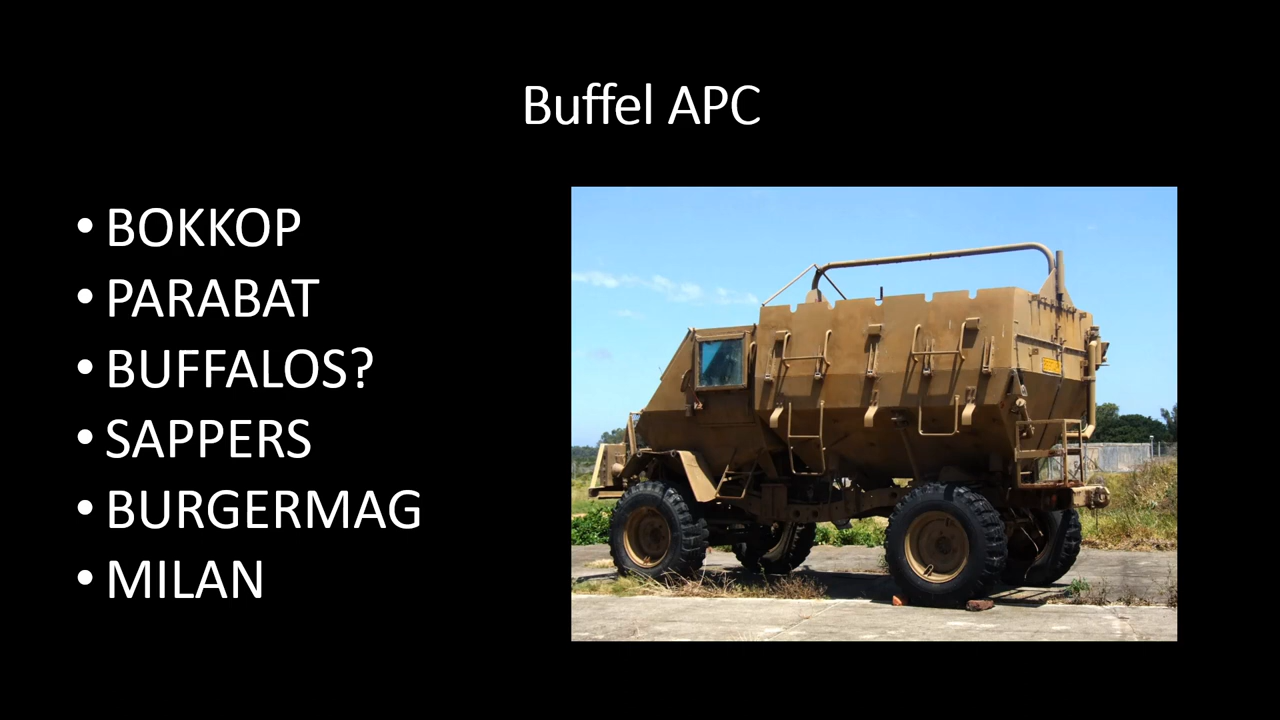 Buffel APC
• BOKKOP
• PARABAT
• BUFFALOS?
• SAPPERS
• BURGERMAG
• MILAN